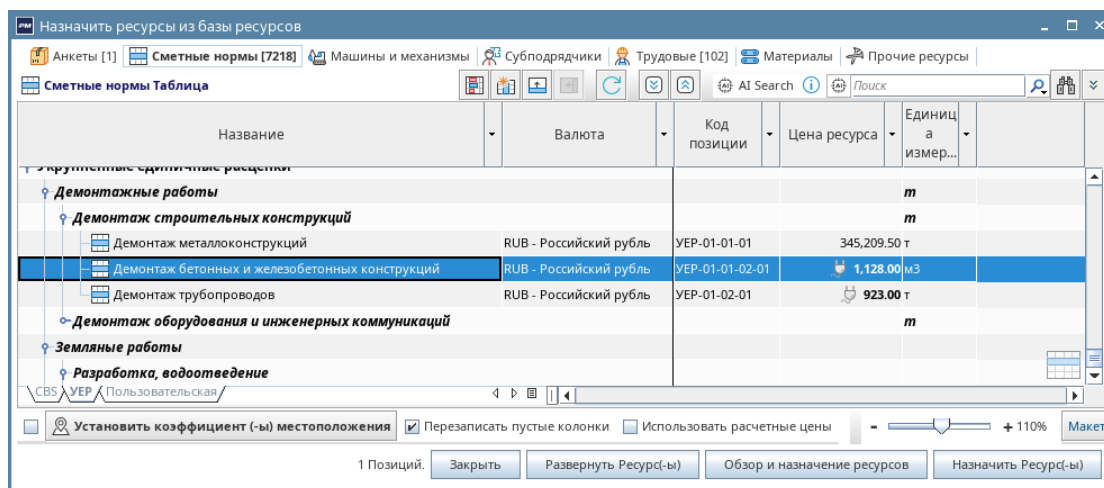 PM Назначить ресурсы из базы ресурсов
Анкеты [1] Сметные нормы [7218] Машины и механизмы Субподрядчики Трудовые [102] Материалы Прочие ресурсы
Сметные нормы Таблица AI Search Поиск
Название Валюта Код позиции Цена ресурса Единица измер...
Укрупненные единичные расценки
Демонтажные работы т
Демонтаж строительных конструкций т
Демонтаж металлоконструкций RUB - Российский рубль УЕР-01-01-01 345,209.50 т
Демонтаж бетонных и железобетонных конструкций RUB - Российский рубль УЕР-01-01-02-01 1,128.00 м3
Демонтаж трубопроводов RUB - Российский рубль УЕР-01-02-01 923.00 т
Демонтаж оборудования и инженерных коммуникаций т
Земляные работы
Разработка, водоотведение
CBS УЕР Пользовательская
Установить коэффициент (-ы) местоположения Перезаписать пустые колонки Использовать расчетные цены - + 110% Макет
1 Позиций. Закрыть Развернуть Ресурс(-ы) Обзор и назначение ресурсов Назначить Ресурс(-ы)